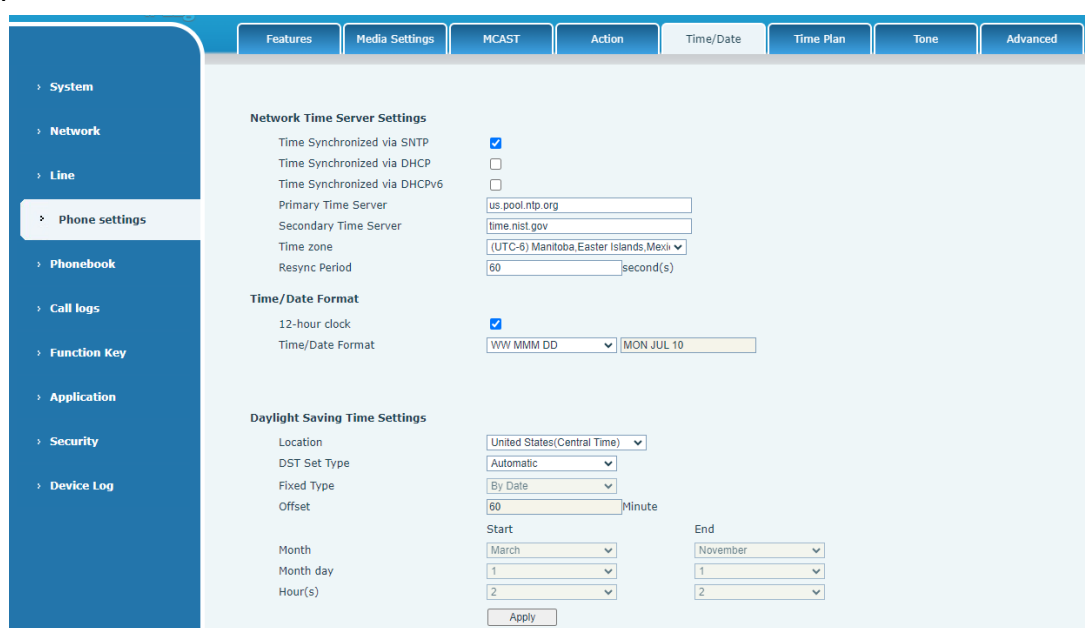 Features Media Settings MCAST Action Time/Date Time Plan Tone Advanced
› System
› Network
› Line
› Phone settings
› Phonebook
› Call logs
› Function Key
› Application
› Security
› Device Log
Network Time Server Settings
Time Synchronized via SNTP
Time Synchronized via DHCP
Time Synchronized via DHCPv6
Primary Time Server us.pool.ntp.org
Secondary Time Server time.nist.gov
Time zone (UTC-6) Manitoba,Easter Islands,Mexi
Resync Period 60 second(s)
Time/Date Format
12-hour clock
Time/Date Format WW MMM DD MON JUL 10
Daylight Saving Time Settings
Location United States(Central Time)
DST Set Type Automatic
Fixed Type By Date
Offset 60 Minute
Start End
Month March November
Month day 1 1
Hour(s) 2 2
Apply